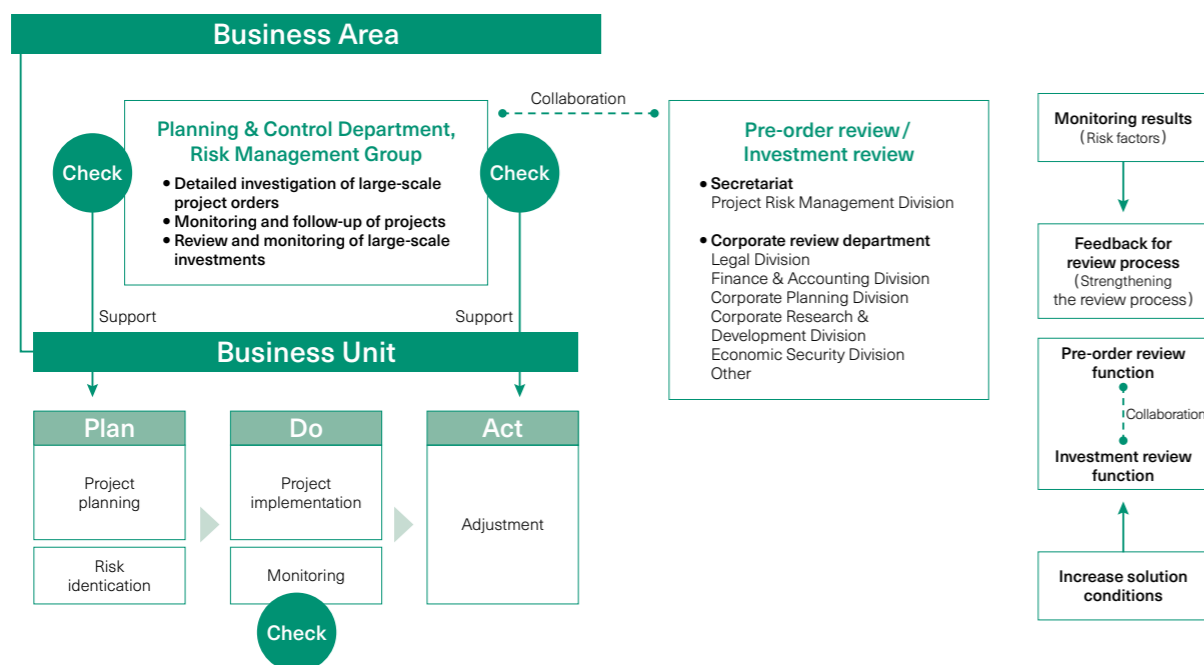 Business Area
Collaboration
Check
Planning & Control Department,
Risk Management Group
• Detailed investigation of large-scale
project orders
• Monitoring and follow-up of projects
• Review and monitoring of large-scale
investments
Check
Support
Support
Pre-order review /
Investment review
• Secretariat
Project Risk Management Division
• Corporate review department
Legal Division
Finance & Accounting Division
Corporate Planning Division
Corporate Research &
Development Division
Economic Security Division
Other
Business Unit
Plan
Project
planning
Risk
identication
Do
Project
implementation
Monitoring
Check
Act
Adjustment
Monitoring results
(Risk factors)
Feedback for
review process
(Strengthening
the review process)
Pre-order review
function
Collaboration
Investment review
function
Increase solution
conditions